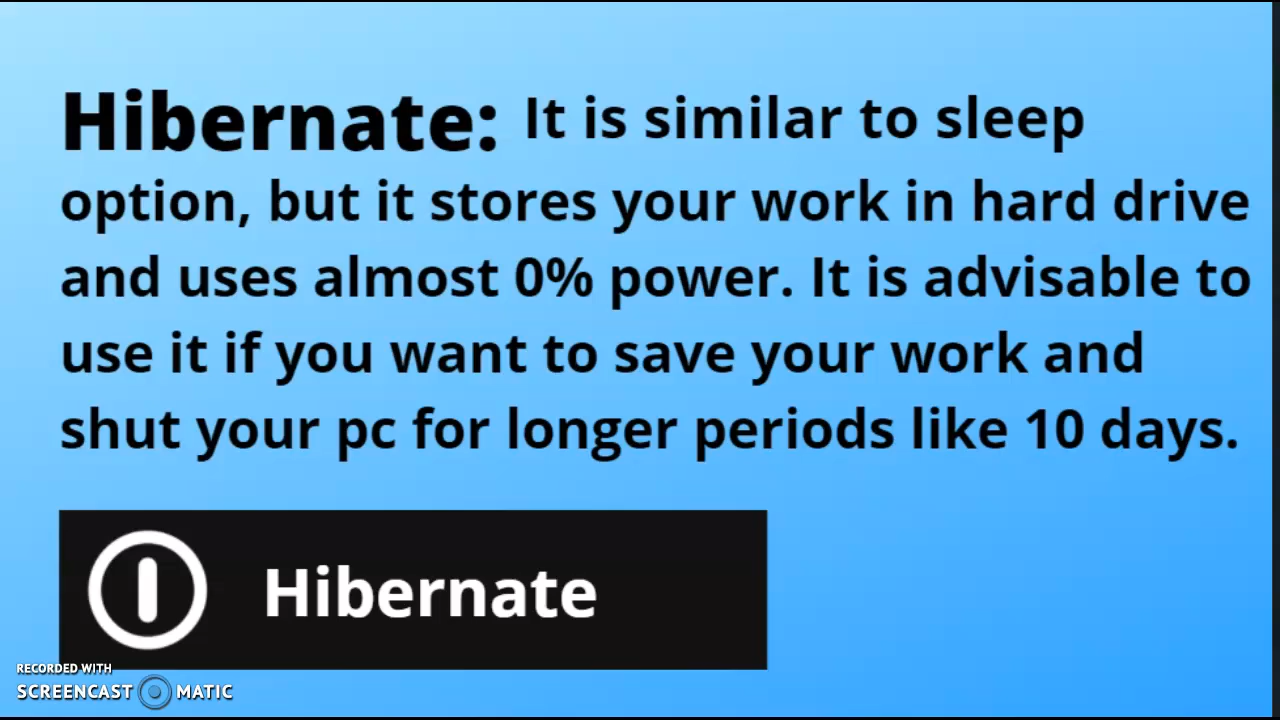 Hibernate: It is similar to sleep
option, but it stores your work in hard drive
and uses almost 0% power. It is advisable to
use it if you want to save your work and
shut your pc for longer periods like 10 days.
Hibernate
RECORDED WITH
SCREENCAST MATIC